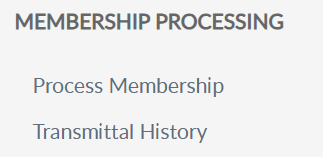 MEMBERSHIP PROCESSING
Process Membership
Transmittal History